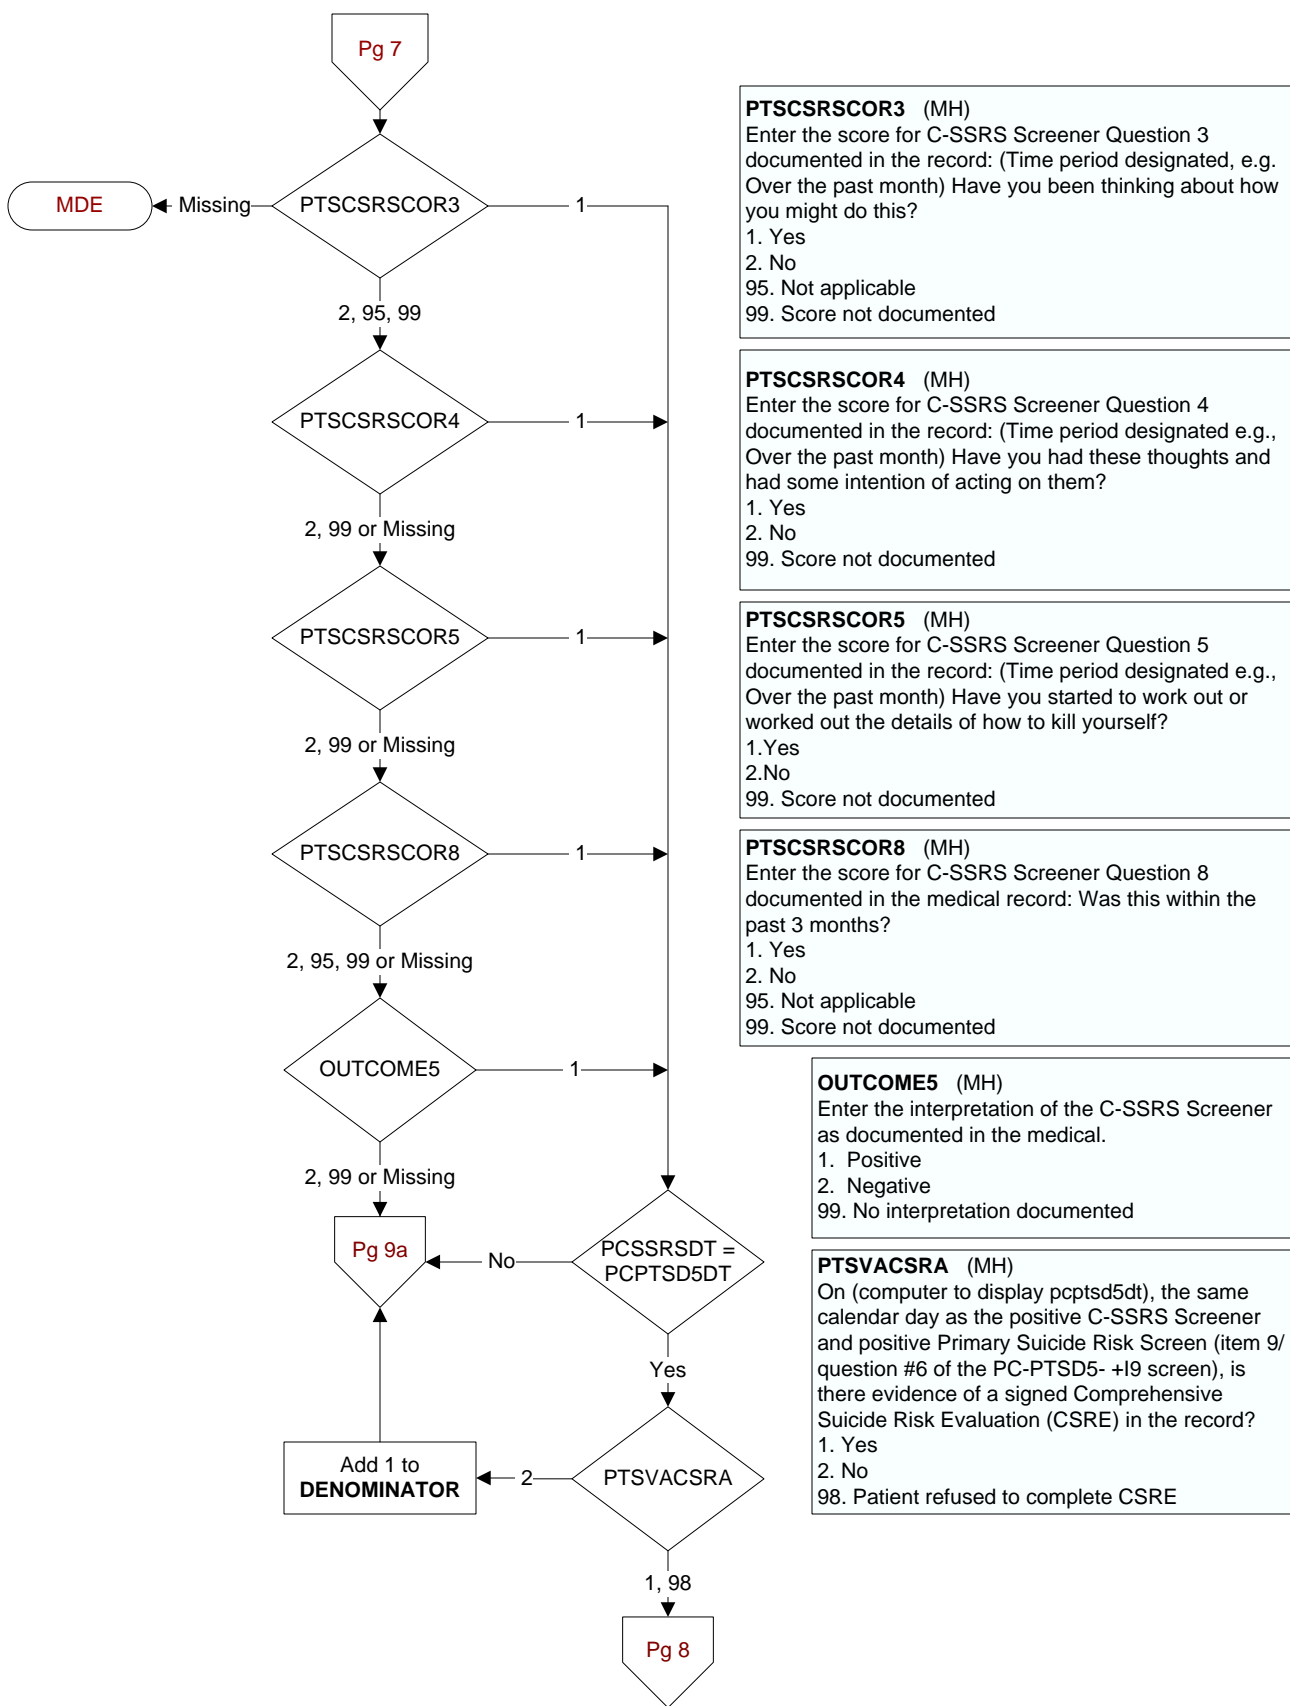 Pg 7
PTSCSRSCOR3
Missing
MDE
1
2, 95, 99
PTSCSRSCOR4
1
2, 99 or Missing
PTSCSRSCOR5
1
2, 99 or Missing
PTSCSRSCOR8
1
2, 95, 99 or Missing
OUTCOME5
1
2, 99 or Missing
Pg 9a
No
PCSSRSDT =
PCPTSD5DT
Yes
Add 1 to
DENOMINATOR
2
PTSVACSRA
1, 98
Pg 8
PTSCSRSCOR3 (MH)
Enter the score for C-SSRS Screener Question 3
documented in the record: (Time period designated, e.g.
Over the past month) Have you been thinking about how
you might do this?
1. Yes
2. No
95. Not applicable
99. Score not documented
PTSCSRSCOR4 (MH)
Enter the score for C-SSRS Screener Question 4
documented in the record: (Time period designated e.g.,
Over the past month) Have you had these thoughts and
had some intention of acting on them?
1. Yes
2. No
99. Score not documented
PTSCSRSCOR5 (MH)
Enter the score for C-SSRS Screener Question 5
documented in the record: (Time period designated e.g.,
Over the past month) Have you started to work out or
worked out the details of how to kill yourself?
1.Yes
2.No
99. Score not documented
PTSCSRSCOR8 (MH)
Enter the score for C-SSRS Screener Question 8
documented in the medical record: Was this within the
past 3 months?
1. Yes
2. No
95. Not applicable
99. Score not documented
OUTCOME5 (MH)
Enter the interpretation of the C-SSRS Screener
as documented in the medical.
1. Positive
2. Negative
99. No interpretation documented
PTSVACSRA (MH)
On (computer to display pcptsd5dt), the same
calendar day as the positive C-SSRS Screener
and positive Primary Suicide Risk Screen (item 9/
question #6 of the PC-PTSD5- +I9 screen), is
there evidence of a signed Comprehensive
Suicide Risk Evaluation (CSRE) in the record?
1. Yes
2. No
98. Patient refused to complete CSRE